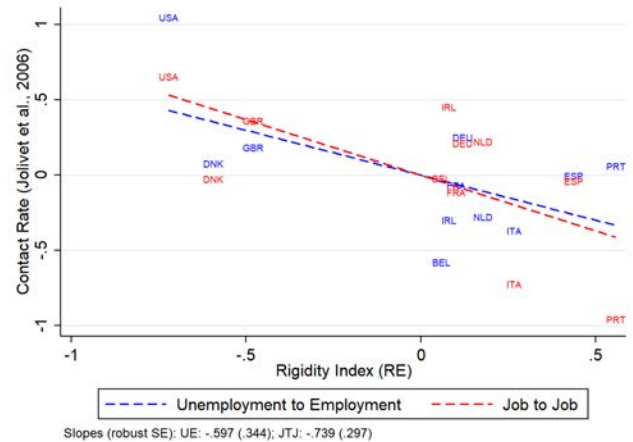 Contact Rate (Jolivet et al., 2006)
1
.5
0
-.5
-1
USA
USA
GBR
GBR
DNK
DNK
IRL
DEU
DEU
NLD
BEL
FRA
FRA
IRL
NLD
BEL
ITA
ITA
ESP
ESP
PRT
PRT
-1
-.5
0
.5
Rigidity Index (RE)
Unemployment to Employment
Job to Job
Slopes (robust SE): UE: -.597 (.344); JTJ: -.739 (.297)